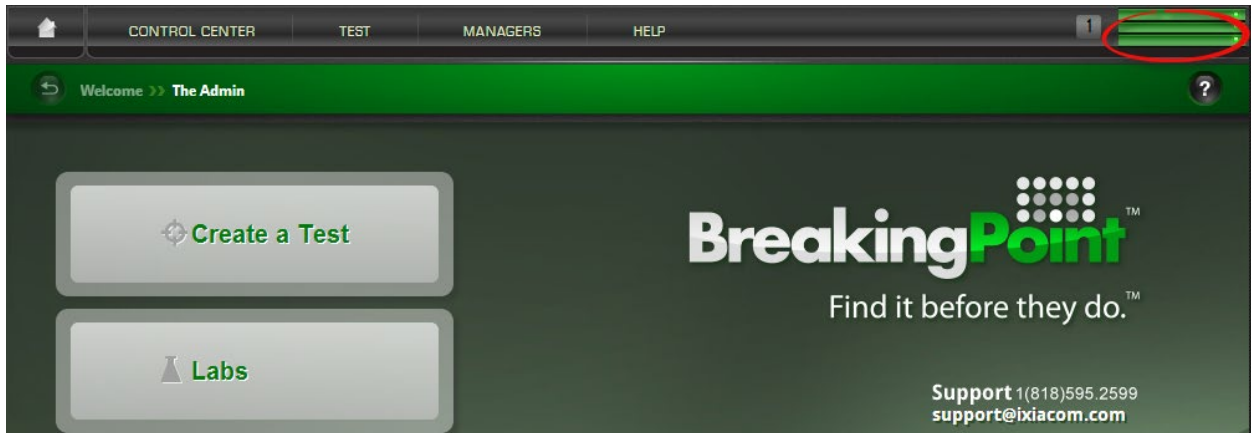 CONTROL CENTER TEST MANAGERS HELP 1
Welcome >> The Admin ?
Create a Test
BreakingPoint™
Find it before they do.™
Labs
Support 1(818)595.2599
support@ixiacom.com